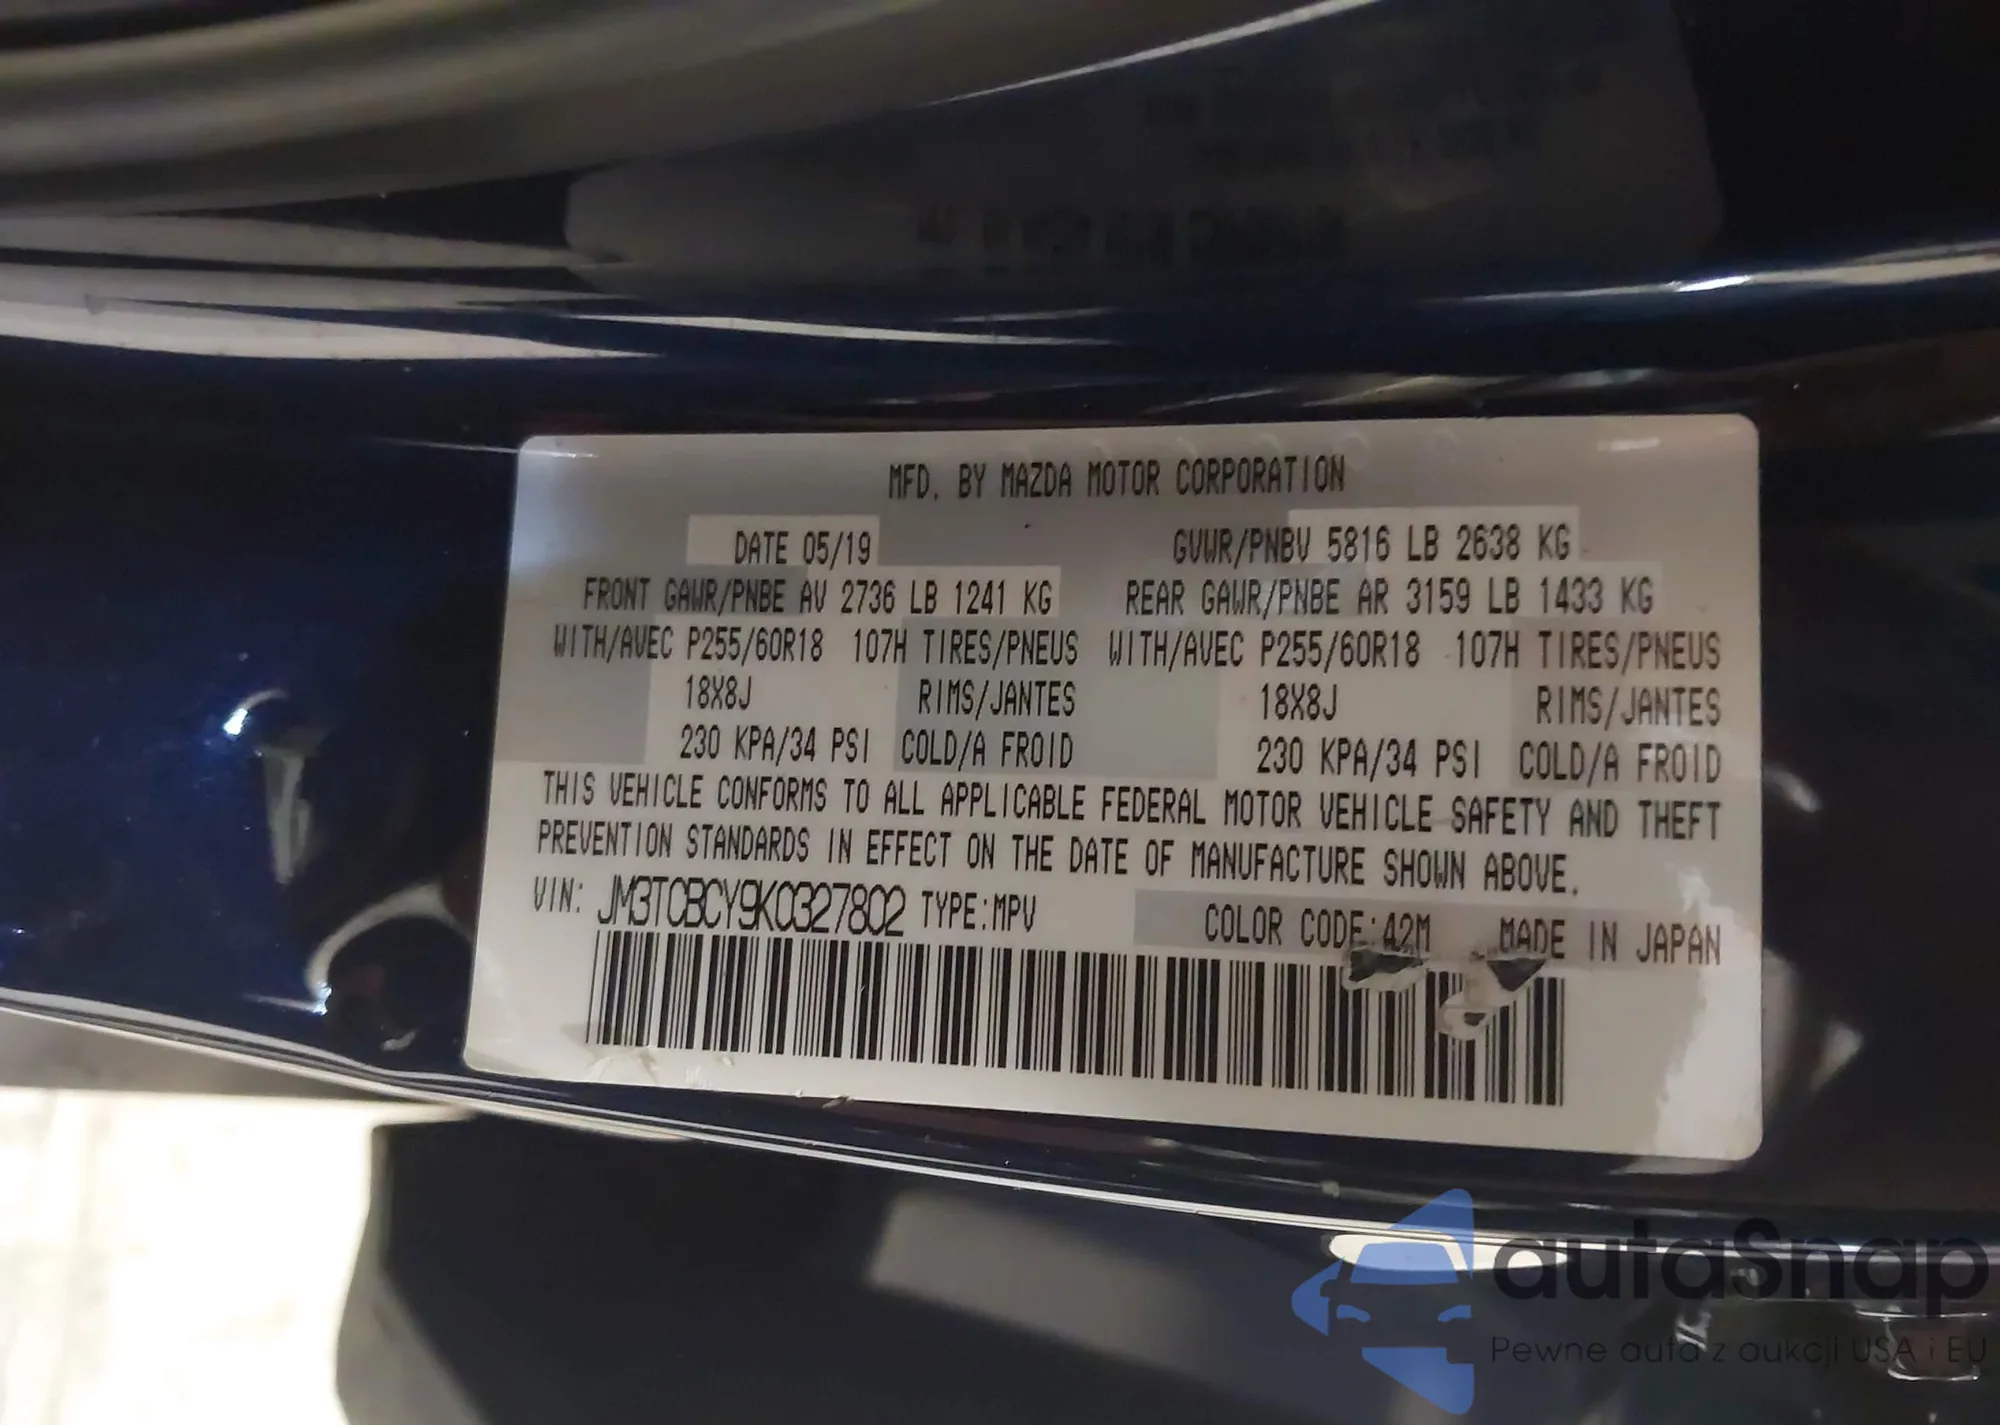 MFD. BY MAZDA MOTOR CORPORATION
DATE 05/19 GVWR/PNBV 5816 LB 2638 KG
FRONT GAWR/PNBE AV 2736 LB 1241 KG REAR GAWR/PNBE AR 3159 LB 1433 KG
WITH/AVEC P255/60R18 107H TIRES/PNEUS WITH/AVEC P255/60R18 107H TIRES/PNEUS
18X8J RIMS/JANTES 18X8J RIMS/JANTES
230 KPA/34 PSI COLD/A FROID 230 KPA/34 PSI COLD/A FROID
THIS VEHICLE CONFORMS TO ALL APPLICABLE FEDERAL MOTOR VEHICLE SAFETY AND THEFT
PREVENTION STANDARDS IN EFFECT ON THE DATE OF MANUFACTURE SHOWN ABOVE.
VIN: JM3TCBCY9K0327802 TYPE:MPV COLOR CODE:42M MADE IN JAPAN
autaSnap
Pewne auta z aukcji USA i EU